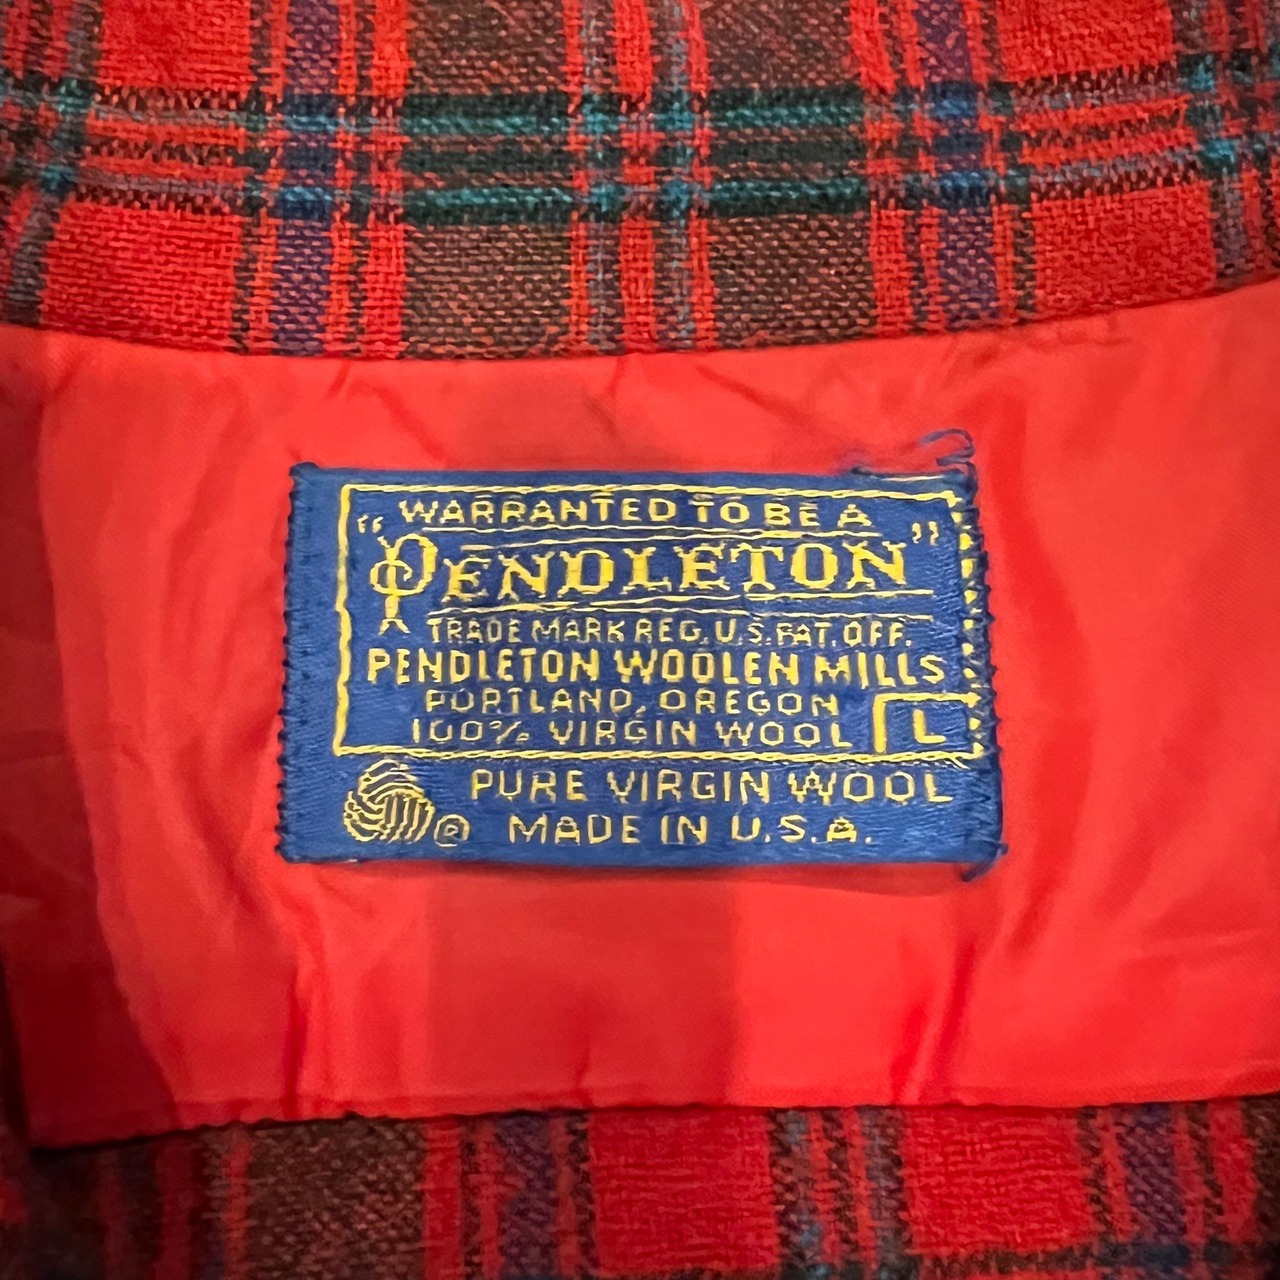 WARRANTED TO BE A
"PENDLETON"
TRADE MARK REG. U.S. PAT. OFF.
PENDLETON WOOLEN MILLS
PORTLAND, OREGON
100% VIRGIN WOOL
L
PURE VIRGIN WOOL
® MADE IN U.S.A.